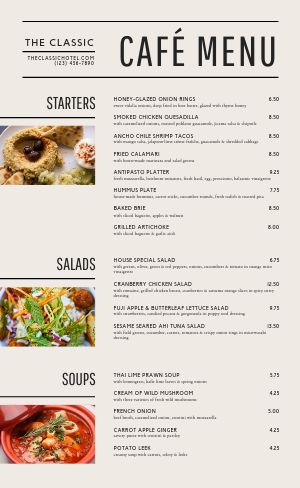 THE CLASSIC
THECLASSICHOTEL.COM
(123) 456-7890
CAFÉ MENU
STARTERS
HONEY-GLAZED ONION RINGS 6.50
sweet vidalia onions, deep fried in beer batter, glazed with thyme honey
SMOKED CHICKEN QUESADILLA 8.50
with caramelized onions, roasted poblano guacamole, jicama salsa & chipotle
ANCHO CHILE SHRIMP TACOS 8.50
with mango salsa, jalapeno-lime crème fraîche, guacamole & shredded cabbage
FRIED CALAMARI 8.50
with house-made marinara and salad greens
ANTIPASTO PLATTER 9.25
fresh mozzarella, heirloom tomatoes, fresh basil, egg, prosciutto, balsamic vinaigrette
HUMMUS PLATE 7.75
house-made hummus, carrot sticks, cucumber rounds, fresh radish & roasted pita
BAKED BRIE 8.50
with sliced baguette, apples & walnuts
GRILLED ARTICHOKE 8.00
with sliced baguette & garlic aioli
SALADS
HOUSE SPECIAL SALAD 6.75
with greens, olives, green & red peppers, onions, cucumbers & tomato in orange miso
vinaigrette
CRANBERRY CHICKEN SALAD 12.50
with romaine, grilled chicken breast, cranberries & autumn orange slices in spicy citrus
dressing
FUJI APPLE & BUTTERLEAF LETTUCE SALAD 9.75
with strawberries, candied pecans & gorgonzola in poppy seed dressing
SESAME SEARED AHI TUNA SALAD 13.50
with field greens, cucumber, carrots, tomatoes & crispy onion rings in miso-wasabi
dressing
SOUPS
THAI LIME PRAWN SOUP 5.75
with lemongrass, kafir lime leaves & spring onions
CREAM OF WILD MUSHROOM 4.25
with three varieties of fresh wild mushrooms
FRENCH ONION 5.00
beef broth, caramelized onions, crostini with mozzarella
CARROT APPLE GINGER 4.25
savory puree with crostini & parsley
POTATO LEEK 4.25
creamy soup with carrots, celery & leeks